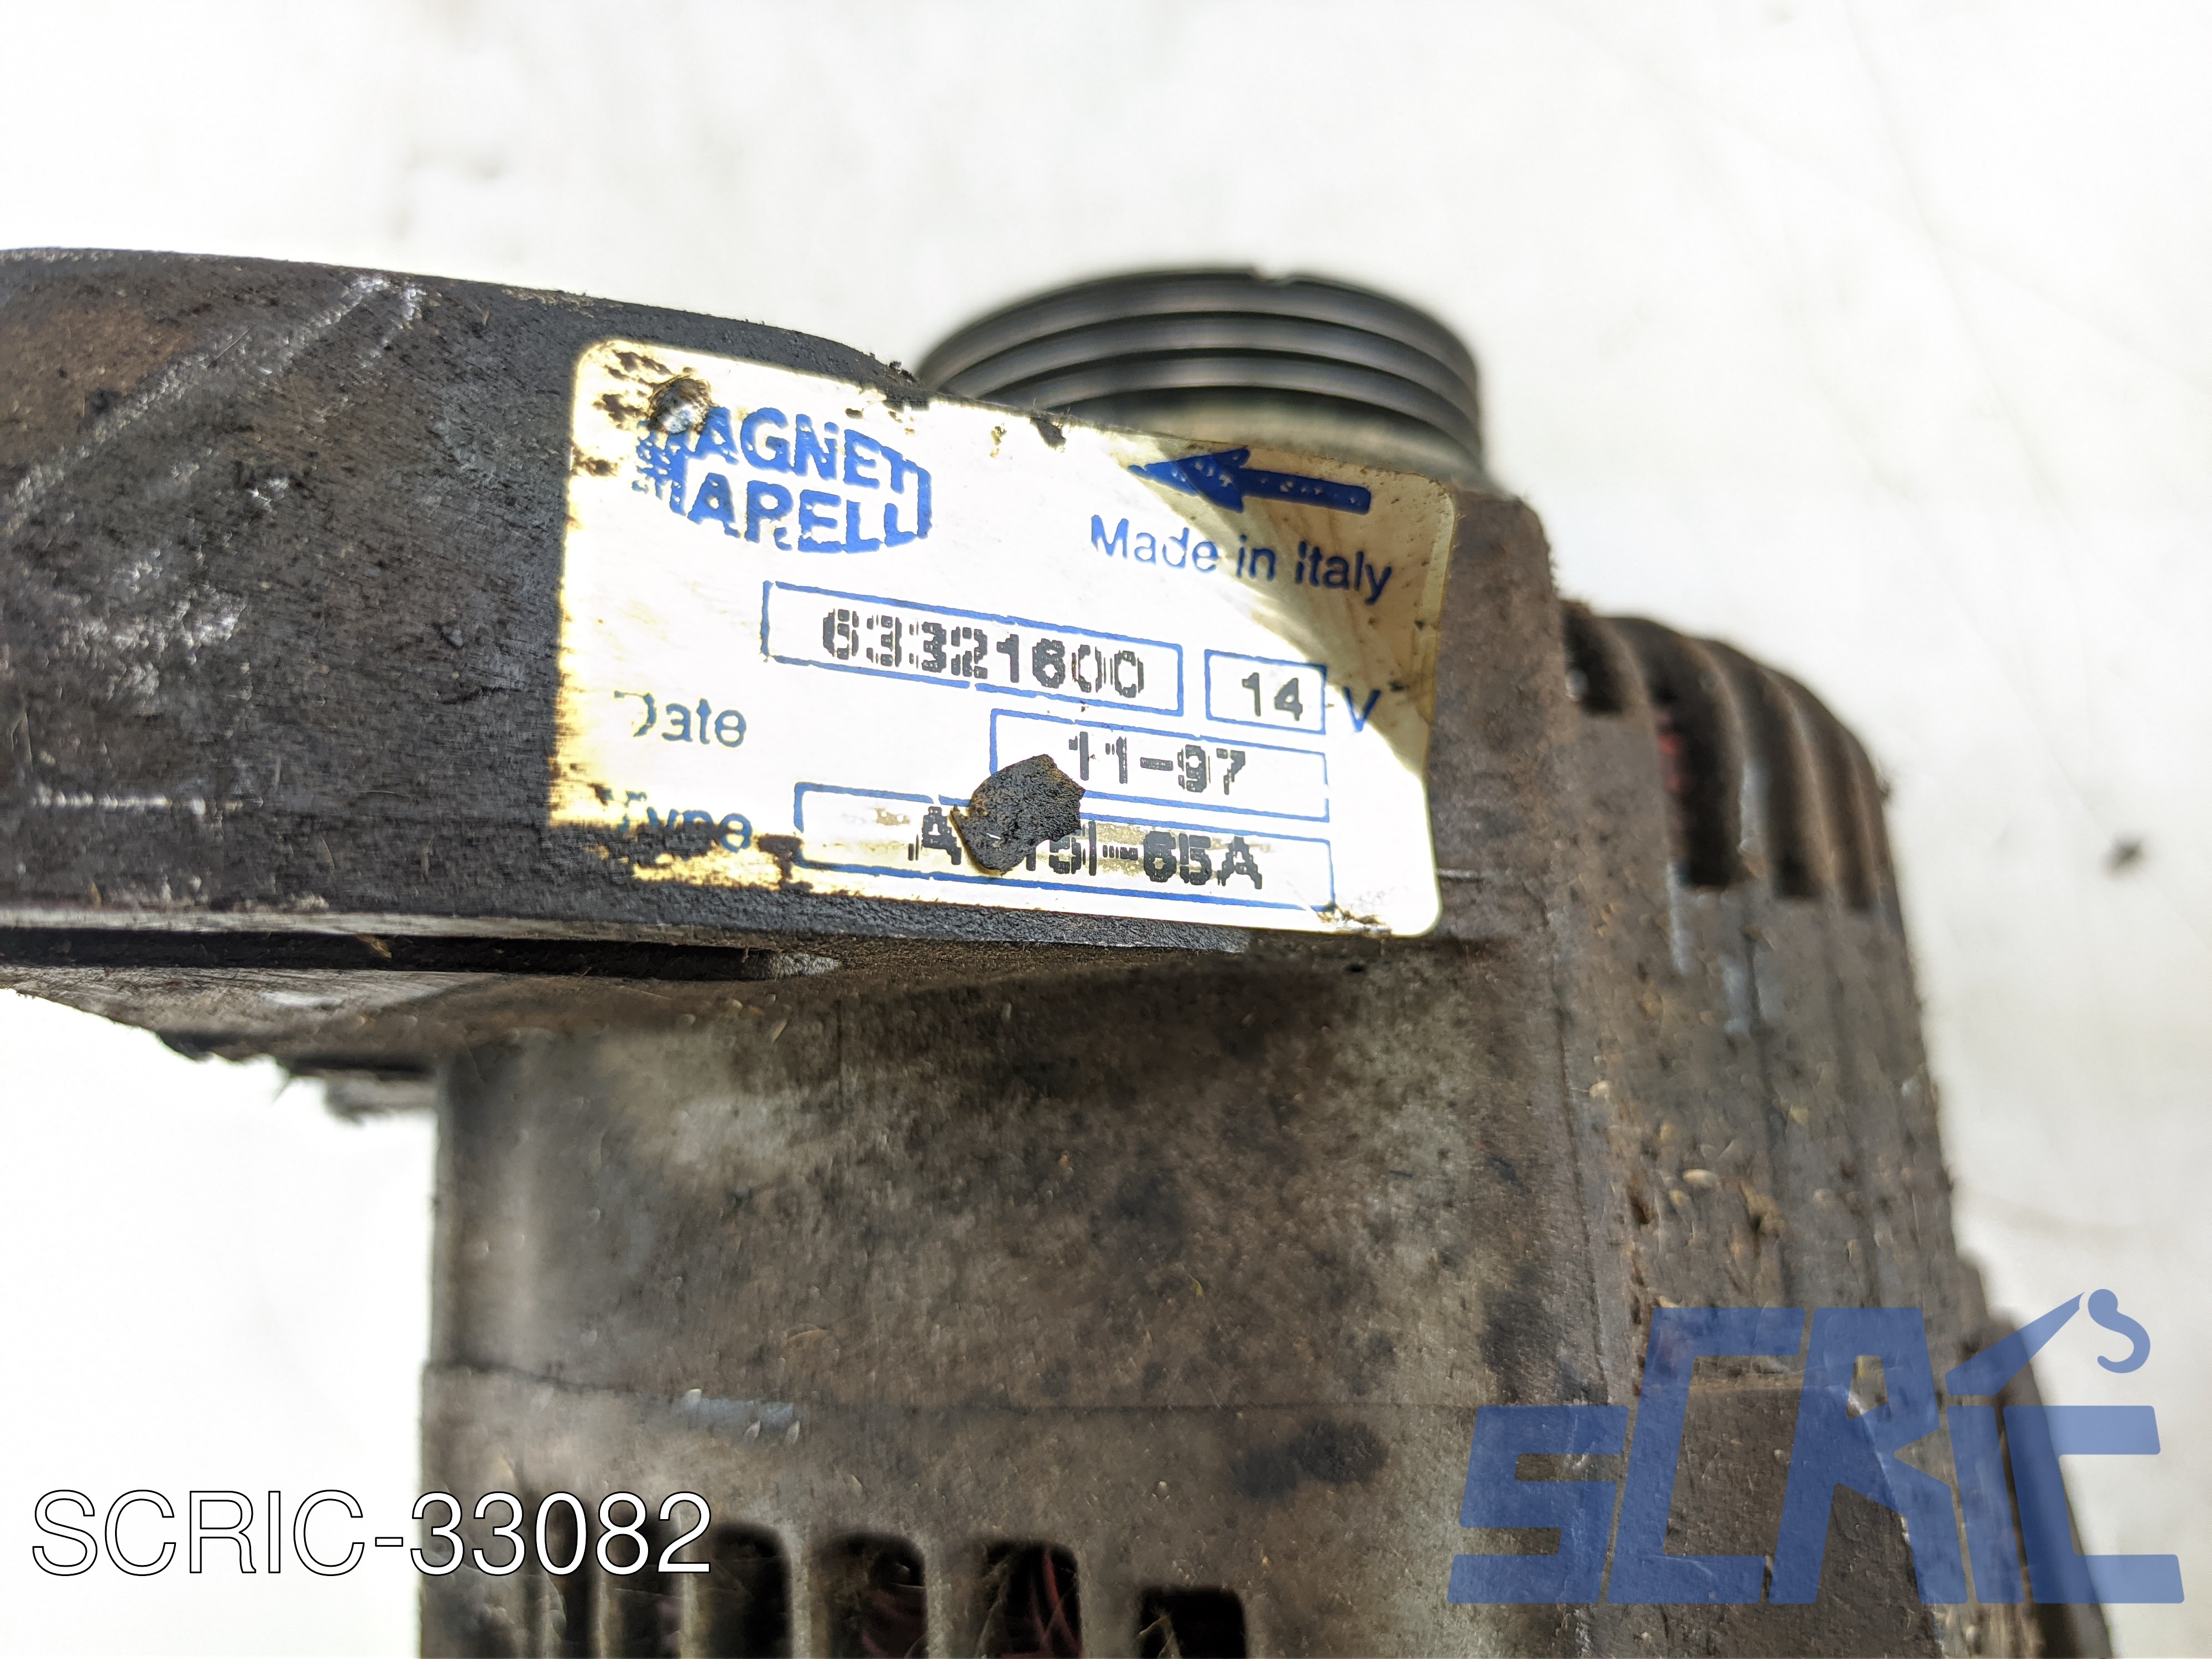 MAGNETI
MARELLI
Made in Italy
63321600 14 V
Date 11-97
Type
SCRIC-33082
SCRIC'S